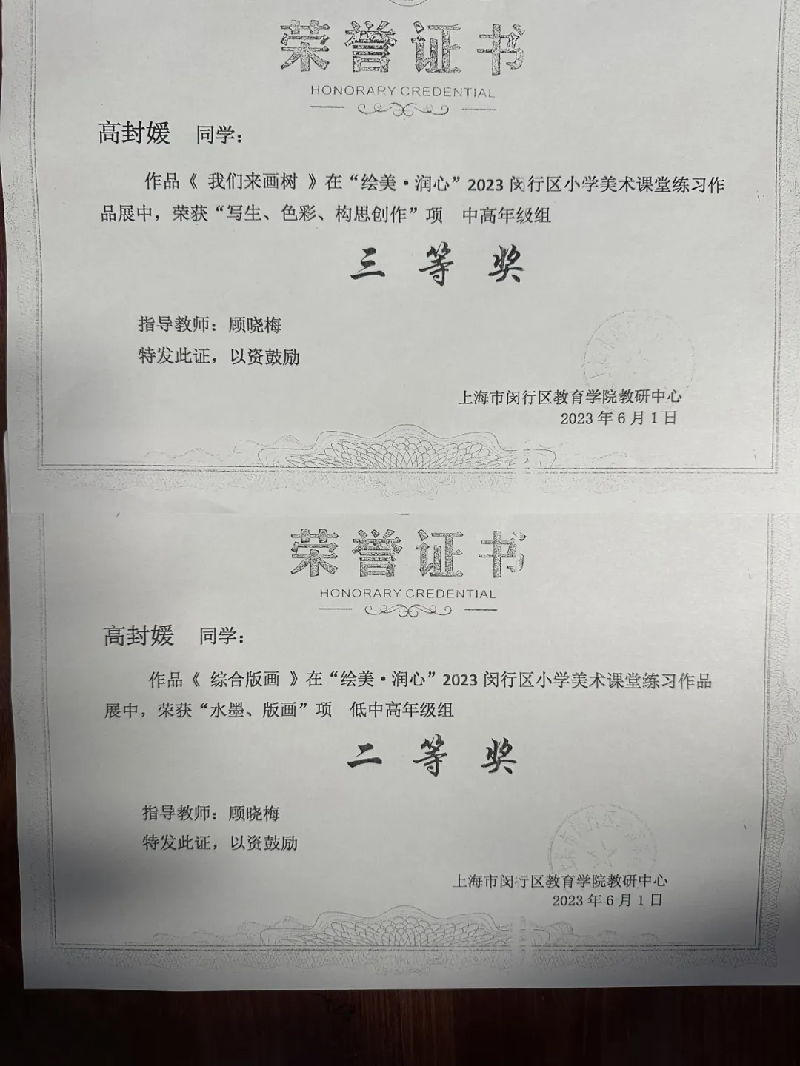 荣誉证书
HONORARY CREDENTIAL
高封媛 同学：
作品《 我们来画树 》在“绘美·润心”2023 闵行区小学美术课堂练习作
品展中，荣获“写生、色彩、构思创作”项 中高年级组
三 等 奖
指导教师：顾晓梅
特发此证，以资鼓励
上海市闵行区教育学院教研中心
2023 年 6 月 1 日
荣誉证书
HONORARY CREDENTIAL
高封媛 同学：
作品《 综合版画 》在“绘美·润心”2023 闵行区小学美术课堂练习作品
展中，荣获“水墨、版画”项 低中高年级组
二 等 奖
指导教师：顾晓梅
特发此证，以资鼓励
上海市闵行区教育学院教研中心
2023 年 6 月 1 日